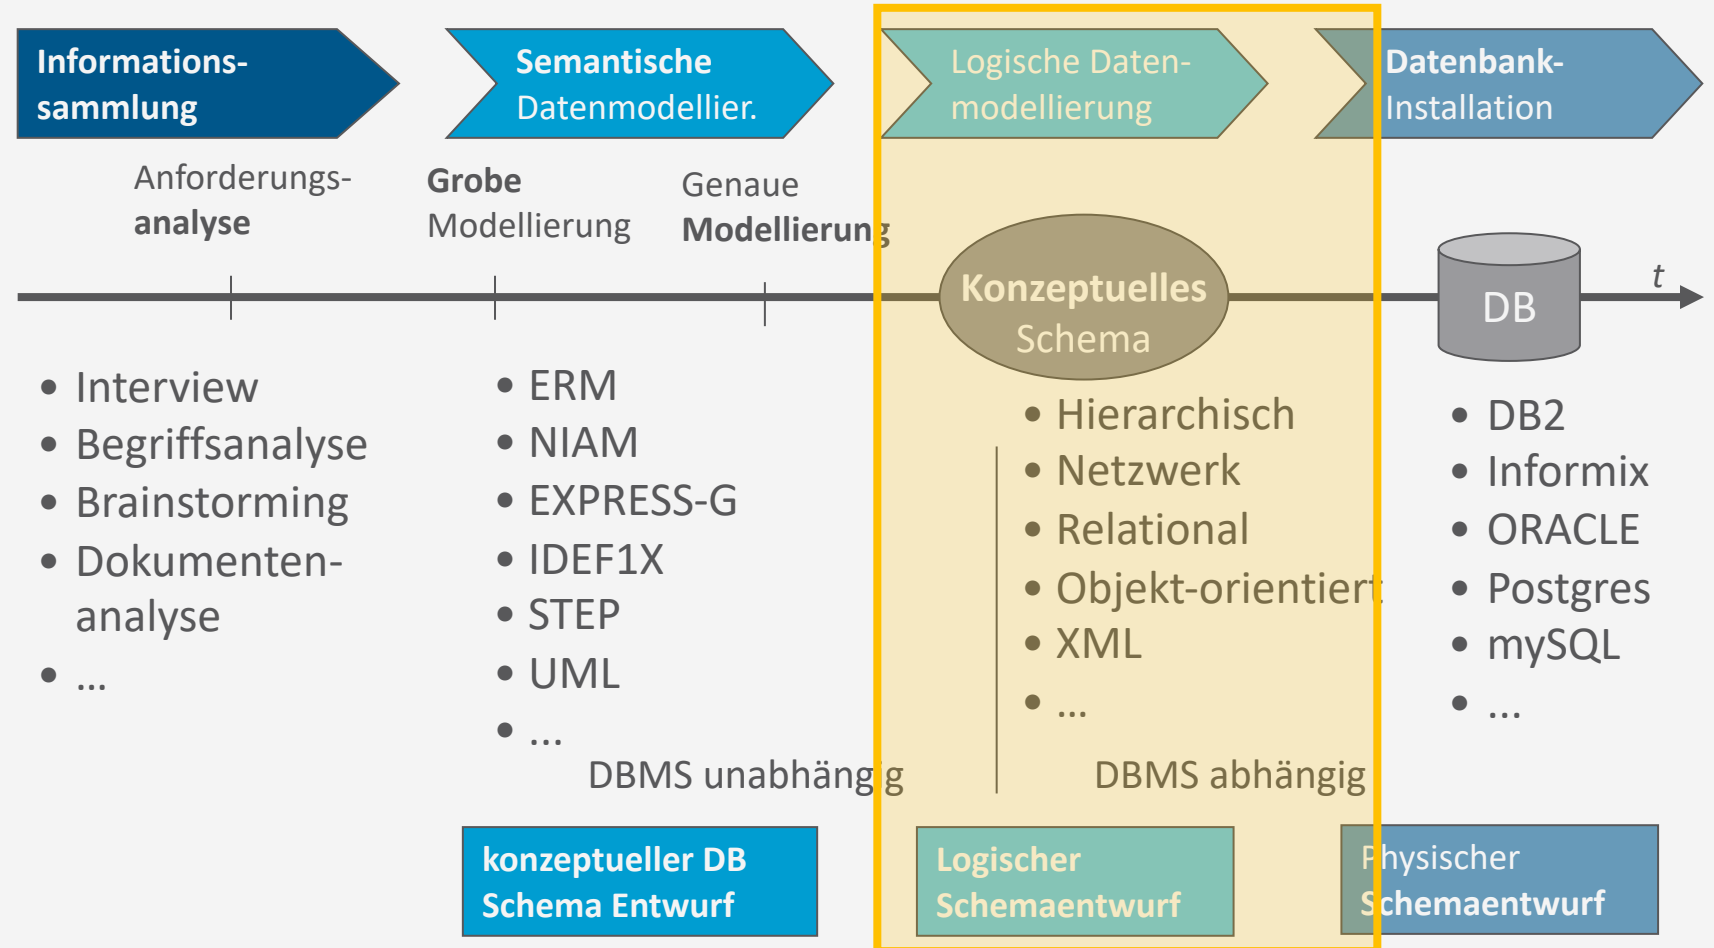 Informations-
sammlung
Semantische
Datenmodellier.
Logische Daten-
modellierung
Datenbank-
Installation
Anforderungs-
analyse
Grobe
Modellierung
Genaue
Modellierung
Konzeptuelles
Schema
DB
t
• Interview
• Begriffsanalyse
• Brainstorming
• Dokumenten-
analyse
• ...
• ERM
• NIAM
• EXPRESS-G
• IDEF1X
• STEP
• UML
• ...
• Hierarchisch
• Netzwerk
• Relational
• Objekt-orientiert
• XML
• ...
• DB2
• Informix
• ORACLE
• Postgres
• mySQL
• ...
DBMS unabhängig
DBMS abhängig
konzeptueller DB
Schema Entwurf
Logischer
Schemaentwurf
Physischer
Schemaentwurf